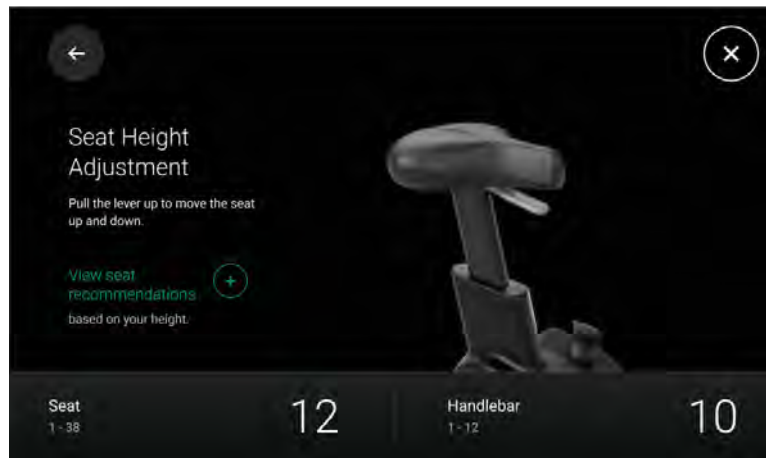 Seat Height
Adjustment
Pull the lever up to move the seat
up and down.
View seat
recommendations
based on your height.
Seat
1 - 38
12
Handlebar
1 - 12
10